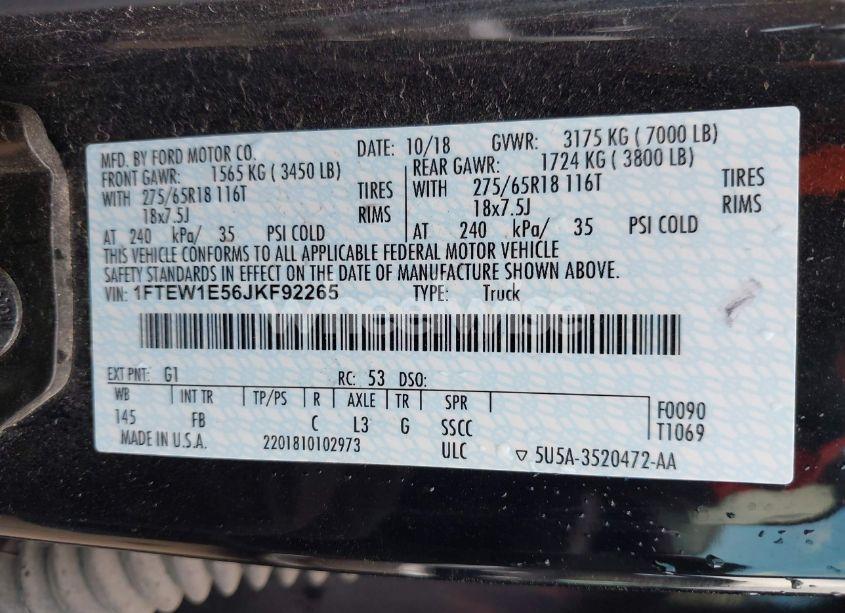 MFD. BY FORD MOTOR CO. DATE: 10/18 GVWR: 3175 KG ( 7000 LB)
FRONT GAWR: 1565 KG ( 3450 LB) REAR GAWR: 1724 KG ( 3800 LB)
WITH 275/65R18 116T TIRES WITH 275/65R18 116T TIRES
18x7.5J RIMS 18x7.5J RIMS
AT 240 kPa/ 35 PSI COLD AT 240 kPa/ 35 PSI COLD
THIS VEHICLE CONFORMS TO ALL APPLICABLE FEDERAL MOTOR VEHICLE
SAFETY STANDARDS IN EFFECT ON THE DATE OF MANUFACTURE SHOWN ABOVE.
VIN: 1FTEW1E56JKF92265 TYPE: Truck
wheelwise
EXT PNT: G1 RC: 53 DSO:
WB INT TR TP/PS R AXLE TR SPR F0090
145 FB C L3 G SSCC T1069
MADE IN U.S.A. 2201810102973 ULC ▽ 5U5A-3520472-AA